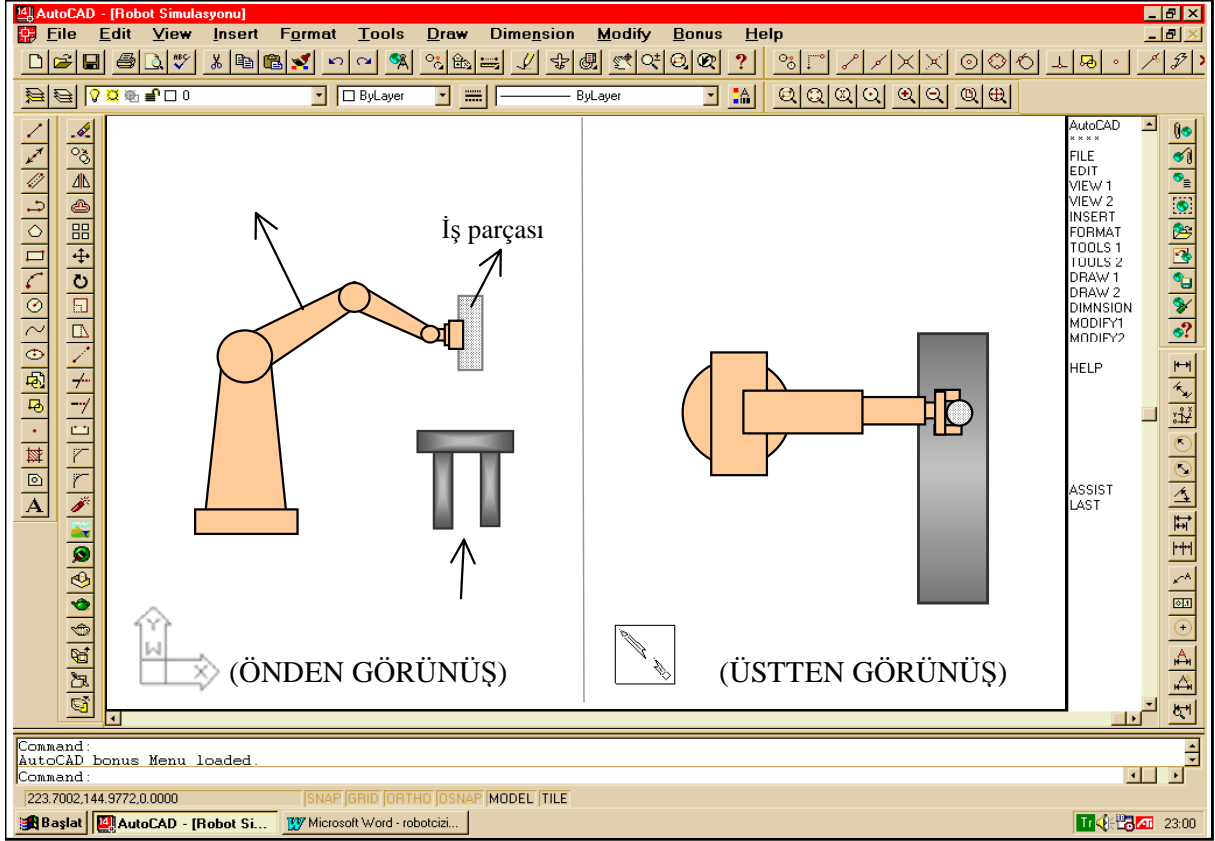 AutoCAD - [Robot Simulasyonu]
File Edit View Insert Format Tools Draw Dimension Modify Bonus Help
0 ByLayer ByLayer
AutoCAD
* * * *
FILE
EDIT
VIEW 1
VIEW 2
INSERT
FORMAT
TOOLS 1
TOOLS 2
DRAW 1
DRAW 2
DIMNSION
MODIFY1
MODIFY2
HELP
ASSIST
LAST
İş parçası
Y
W
X
(ÖNDEN GÖRÜNÜŞ)
(ÜSTTEN GÖRÜNÜŞ)
Command:
AutoCAD bonus Menu loaded.
Command:
223.7002,144.9772,0.0000 SNAP GRID ORTHO OSNAP MODEL TILE
Başlat AutoCAD - [Robot Si... Microsoft Word - robotcizi... Tr ATI 23:00